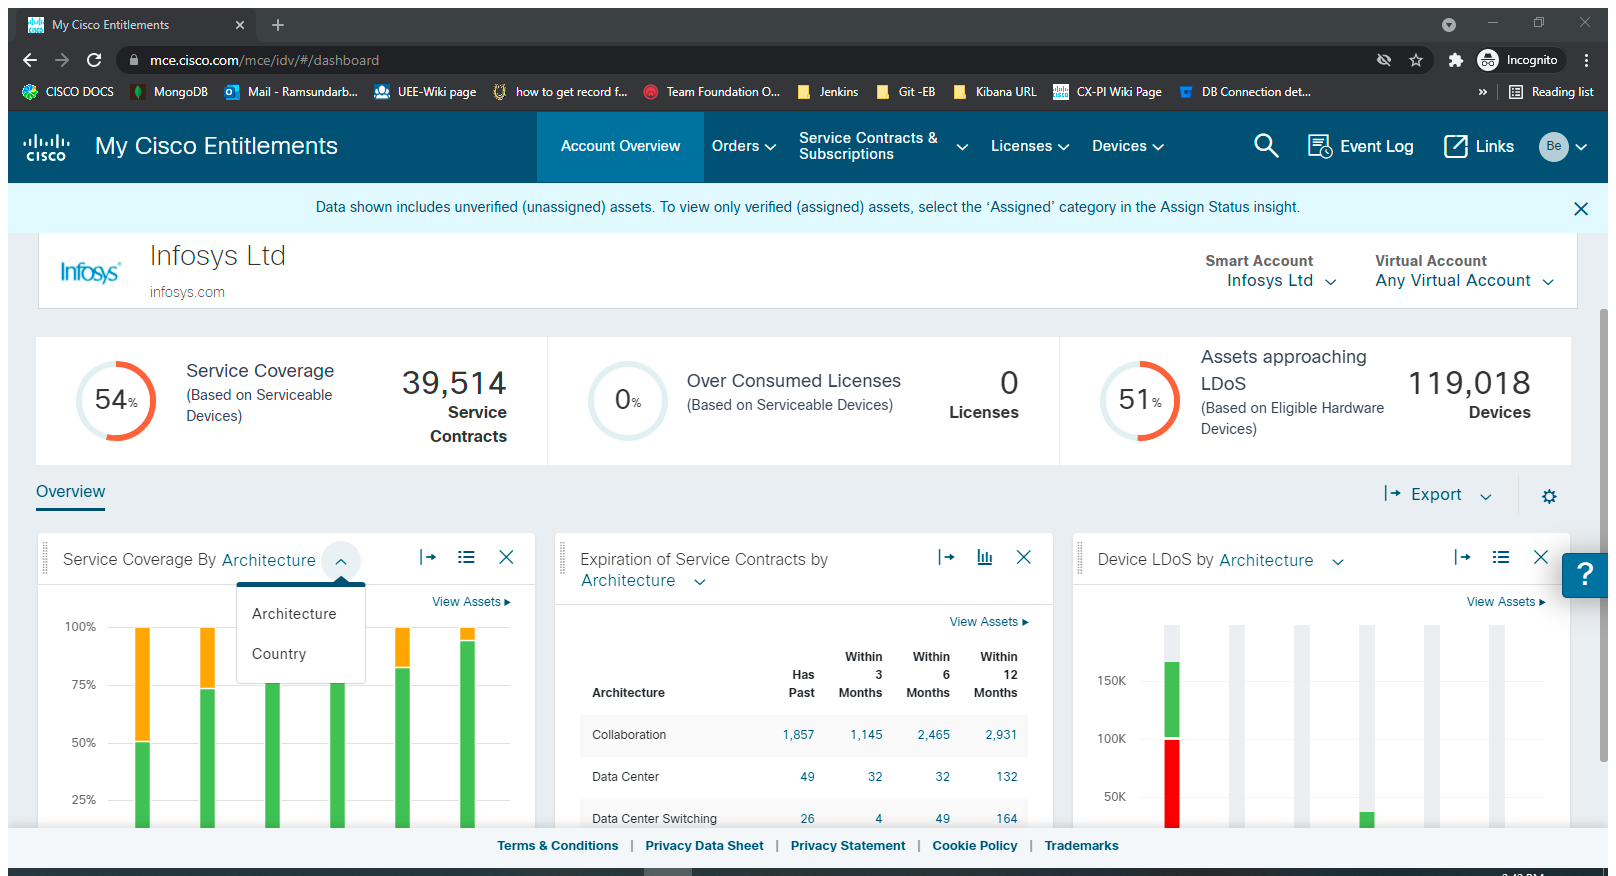 My Cisco Entitlements
mce.cisco.com/mce/idv/#/dashboard
Incognito
CISCO DOCS
MongoDB
Mail - Ramsundarb...
UEE-Wiki page
how to get record f...
Team Foundation O...
Jenkins
Git -EB
Kibana URL
CX-PI Wiki Page
DB Connection det...
»
Reading list
CISCO
My Cisco Entitlements
Account Overview
Orders
Service Contracts &
Subscriptions
Licenses
Devices
Event Log
Links
Be
Data shown includes unverified (unassigned) assets. To view only verified (assigned) assets, select the ‘Assigned’ category in the Assign Status insight.
Infosys
Infosys Ltd
infosys.com
Smart Account
Infosys Ltd
Virtual Account
Any Virtual Account
54%
Service Coverage
(Based on Serviceable
Devices)
39,514
Service
Contracts
0%
Over Consumed Licenses
(Based on Serviceable Devices)
0
Licenses
51%
Assets approaching
LDoS
(Based on Eligible Hardware
Devices)
119,018
Devices
Overview
Export
Service Coverage By Architecture
Architecture
Country
View Assets
100%
75%
50%
25%
Expiration of Service Contracts by
Architecture
View Assets
Architecture
Has
Past
Within
3
Months
Within
6
Months
Within
12
Months
Collaboration 1,857 1,145 2,465 2,931
Data Center 49 32 32 132
Data Center Switching 26 4 49 164
Device LDoS by Architecture
View Assets
150K
100K
50K
?
Terms & Conditions | Privacy Data Sheet | Privacy Statement | Cookie Policy | Trademarks